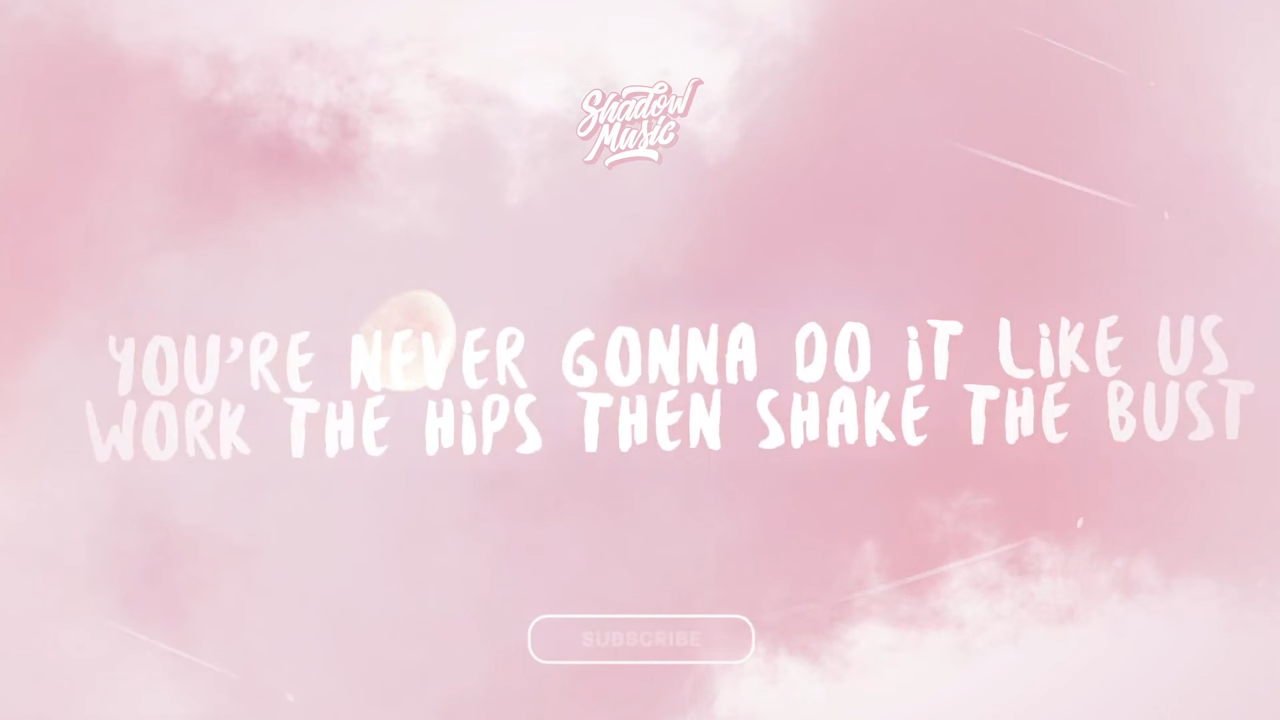 Shadow
Music
YOU'RE NEVER GONNA DO iT LiKE US
WORK THE HiPS THEN SHAKE THE BUST
SUBSCRIBE